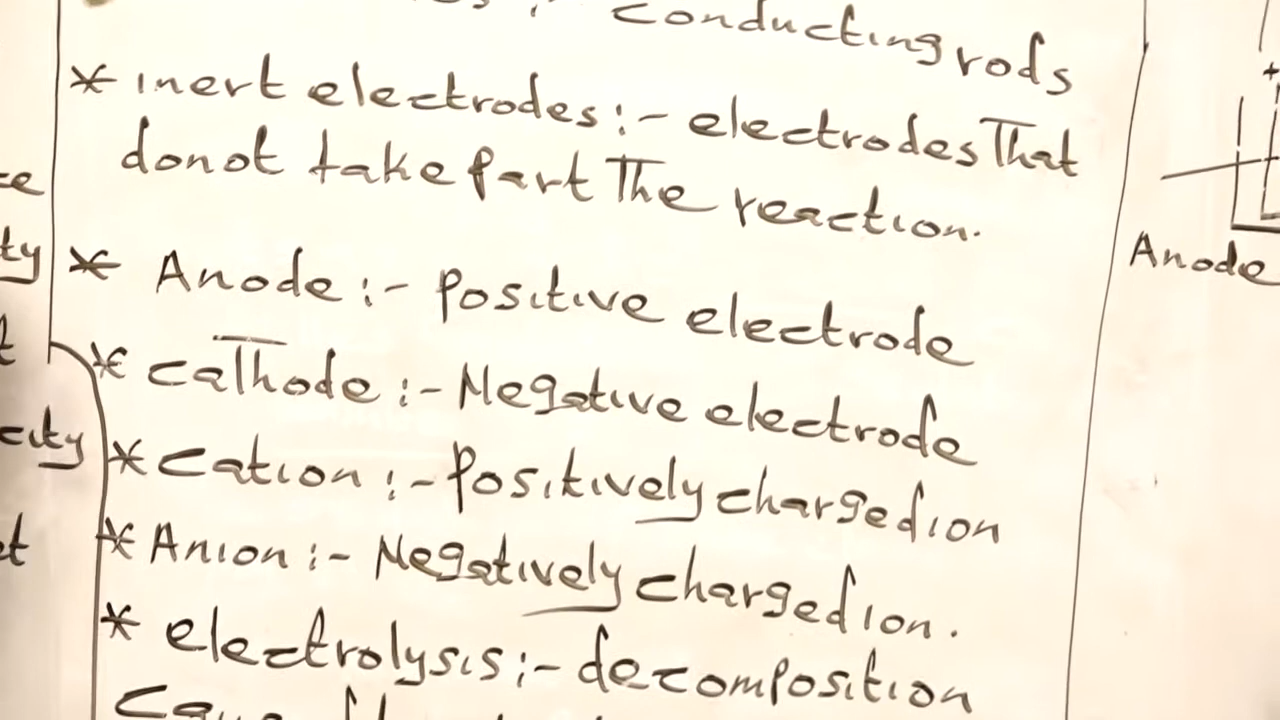 conducting rods
* inert electrodes :- electrodes That
donot take part The reaction.
* Anode :- positive electrode
* caThode :- Negative electrode
* cation :- positively charged ion
* Anion :- Negatively charged ion.
* electrolysis :- decomposition
Anode
+